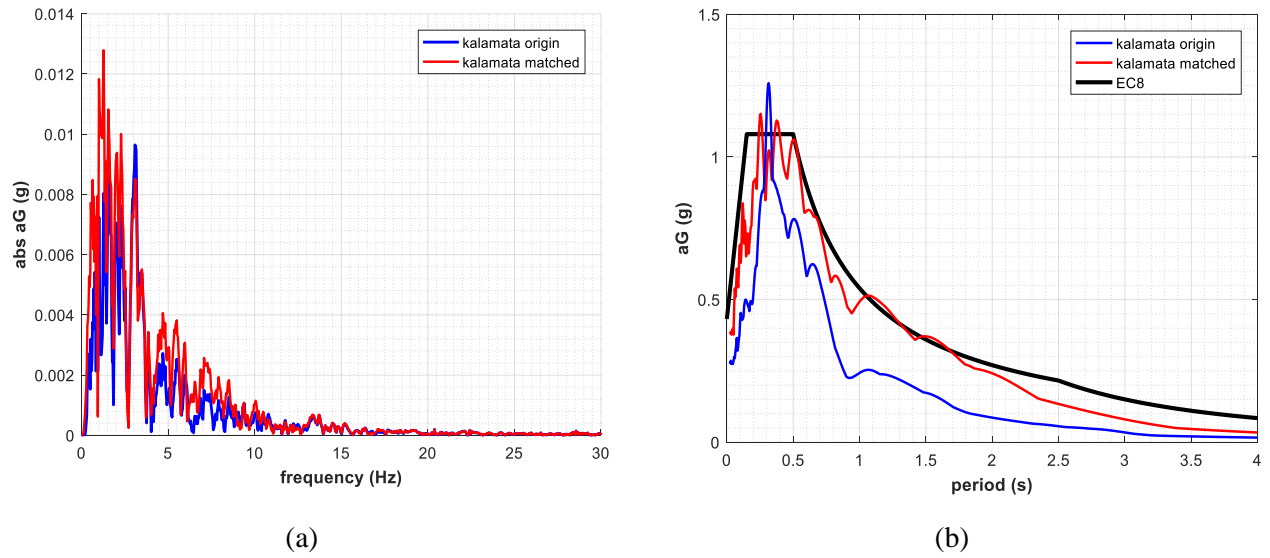 0.014
0.012
0.01
0.008
0.006
0.004
0.002
0
abs aG (g)
0 5 10 15 20 25 30
frequency (Hz)
kalamata origin
kalamata matched
(a)
1.5
1
0.5
0
aG (g)
0 0.5 1 1.5 2 2.5 3 3.5 4
period (s)
kalamata origin
kalamata matched
EC8
(b)